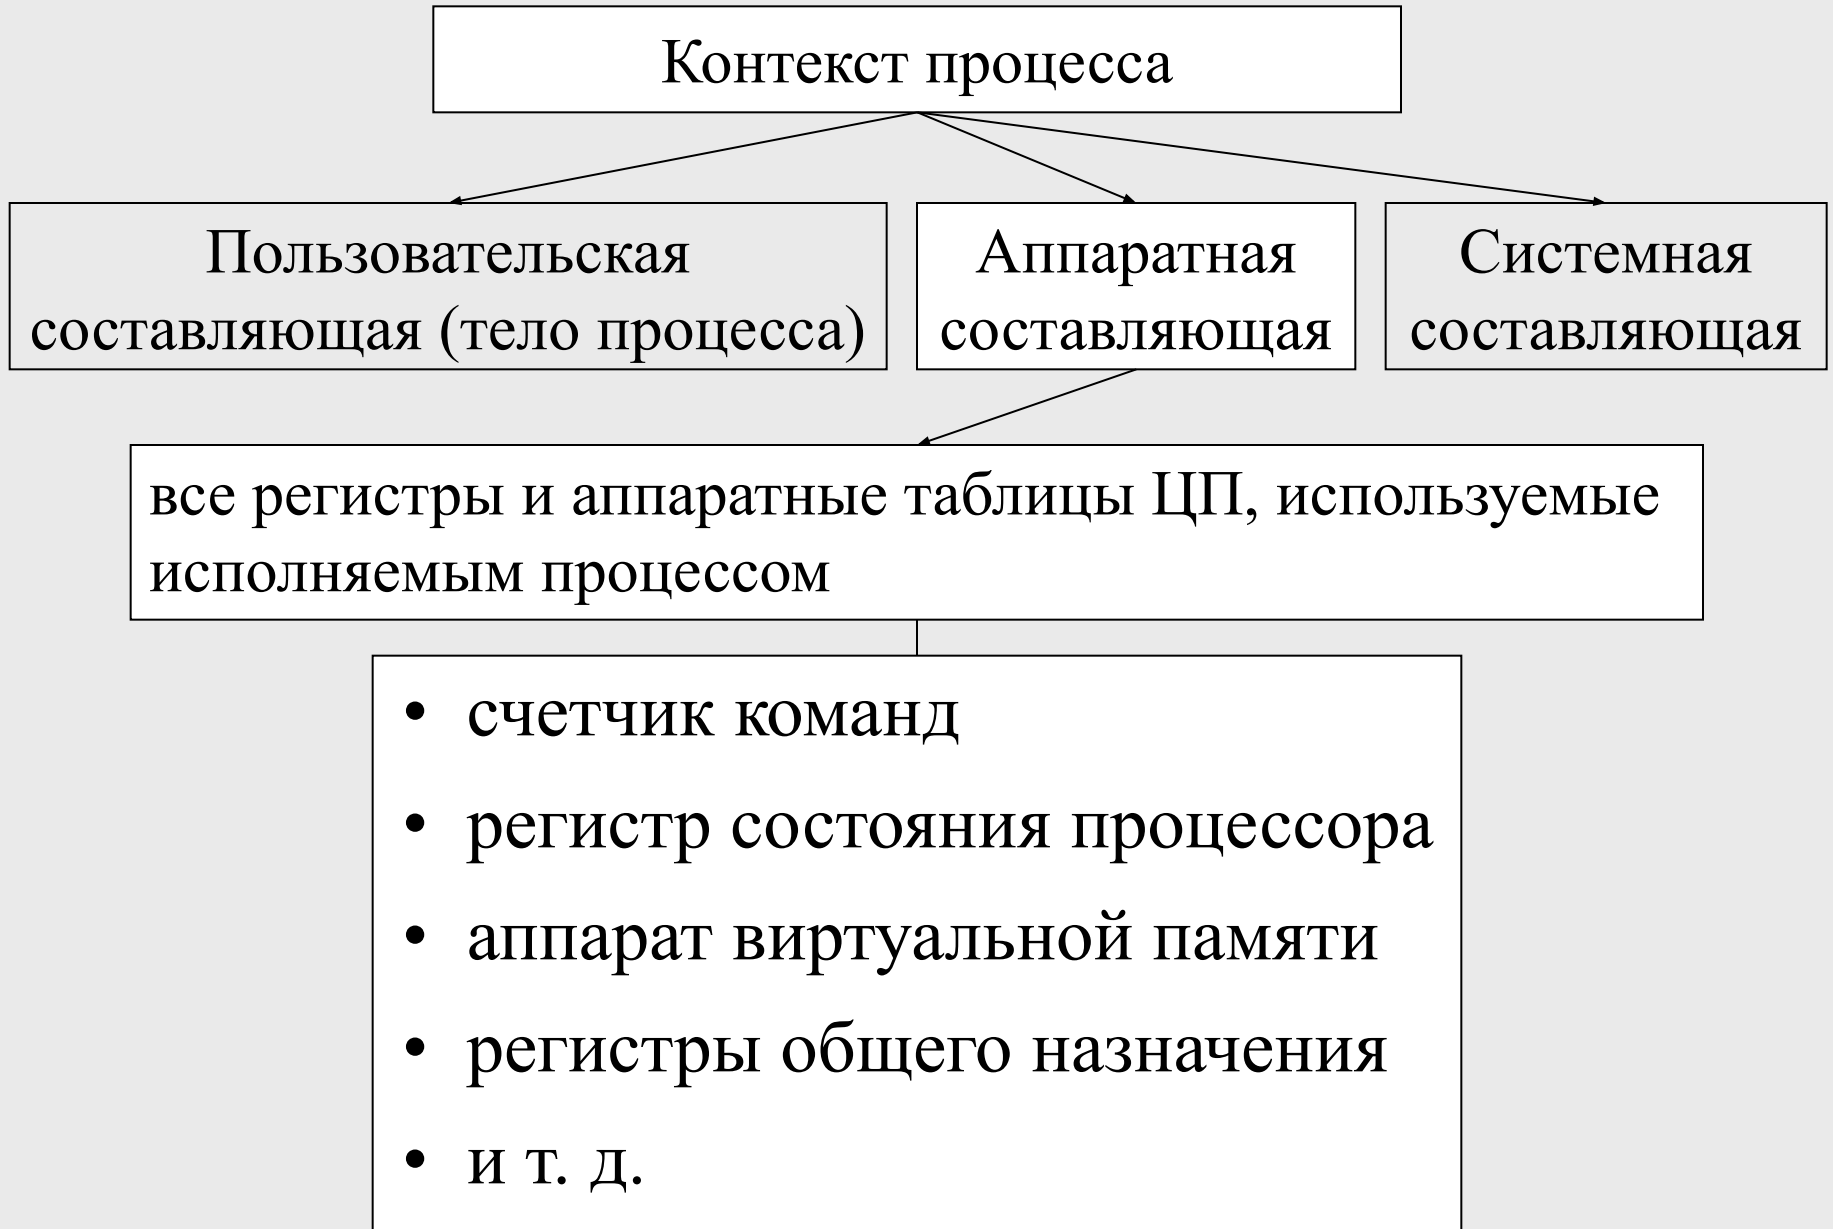 Контекст процесса
Пользовательская
составляющая (тело процесса)
Аппаратная
составляющая
Системная
составляющая
все регистры и аппаратные таблицы ЦП, используемые
исполняемым процессом
• счетчик команд
• регистр состояния процессора
• аппарат виртуальной памяти
• регистры общего назначения
• и т. д.